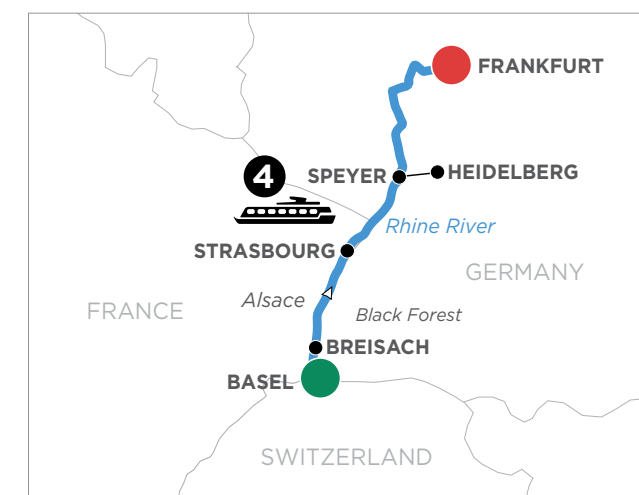 FRANKFURT
SPEYER
HEIDELBERG
4
Rhine River
STRASBOURG
GERMANY
Alsace
FRANCE
Black Forest
BREISACH
BASEL
SWITZERLAND